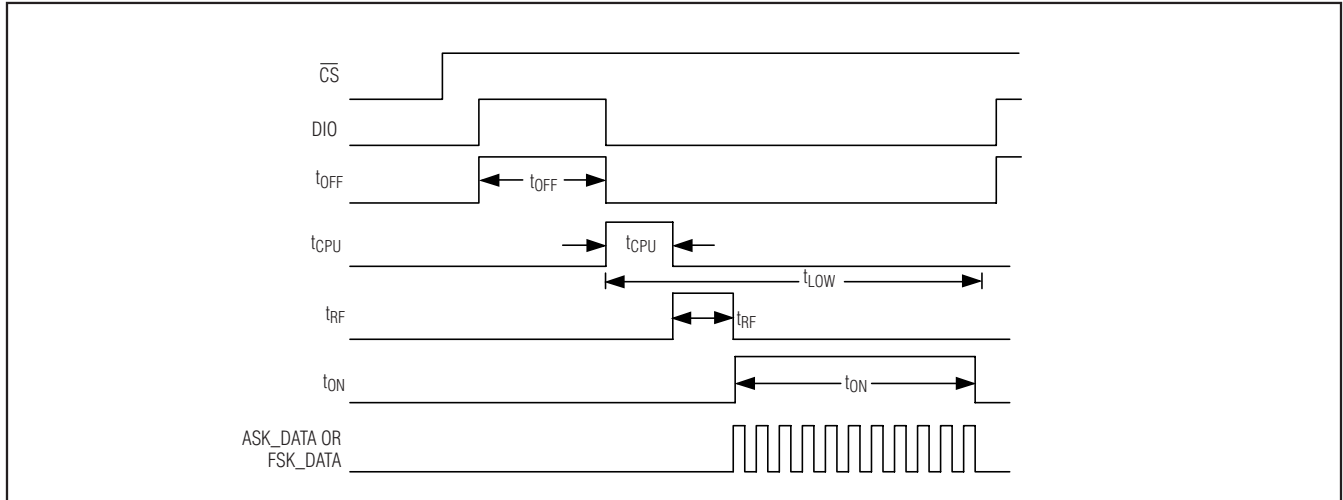 CS
DIO
tOFF
tOFF
tCPU
tCPU
tLOW
tRF
tRF
tON
tON
ASK_DATA OR
FSK_DATA